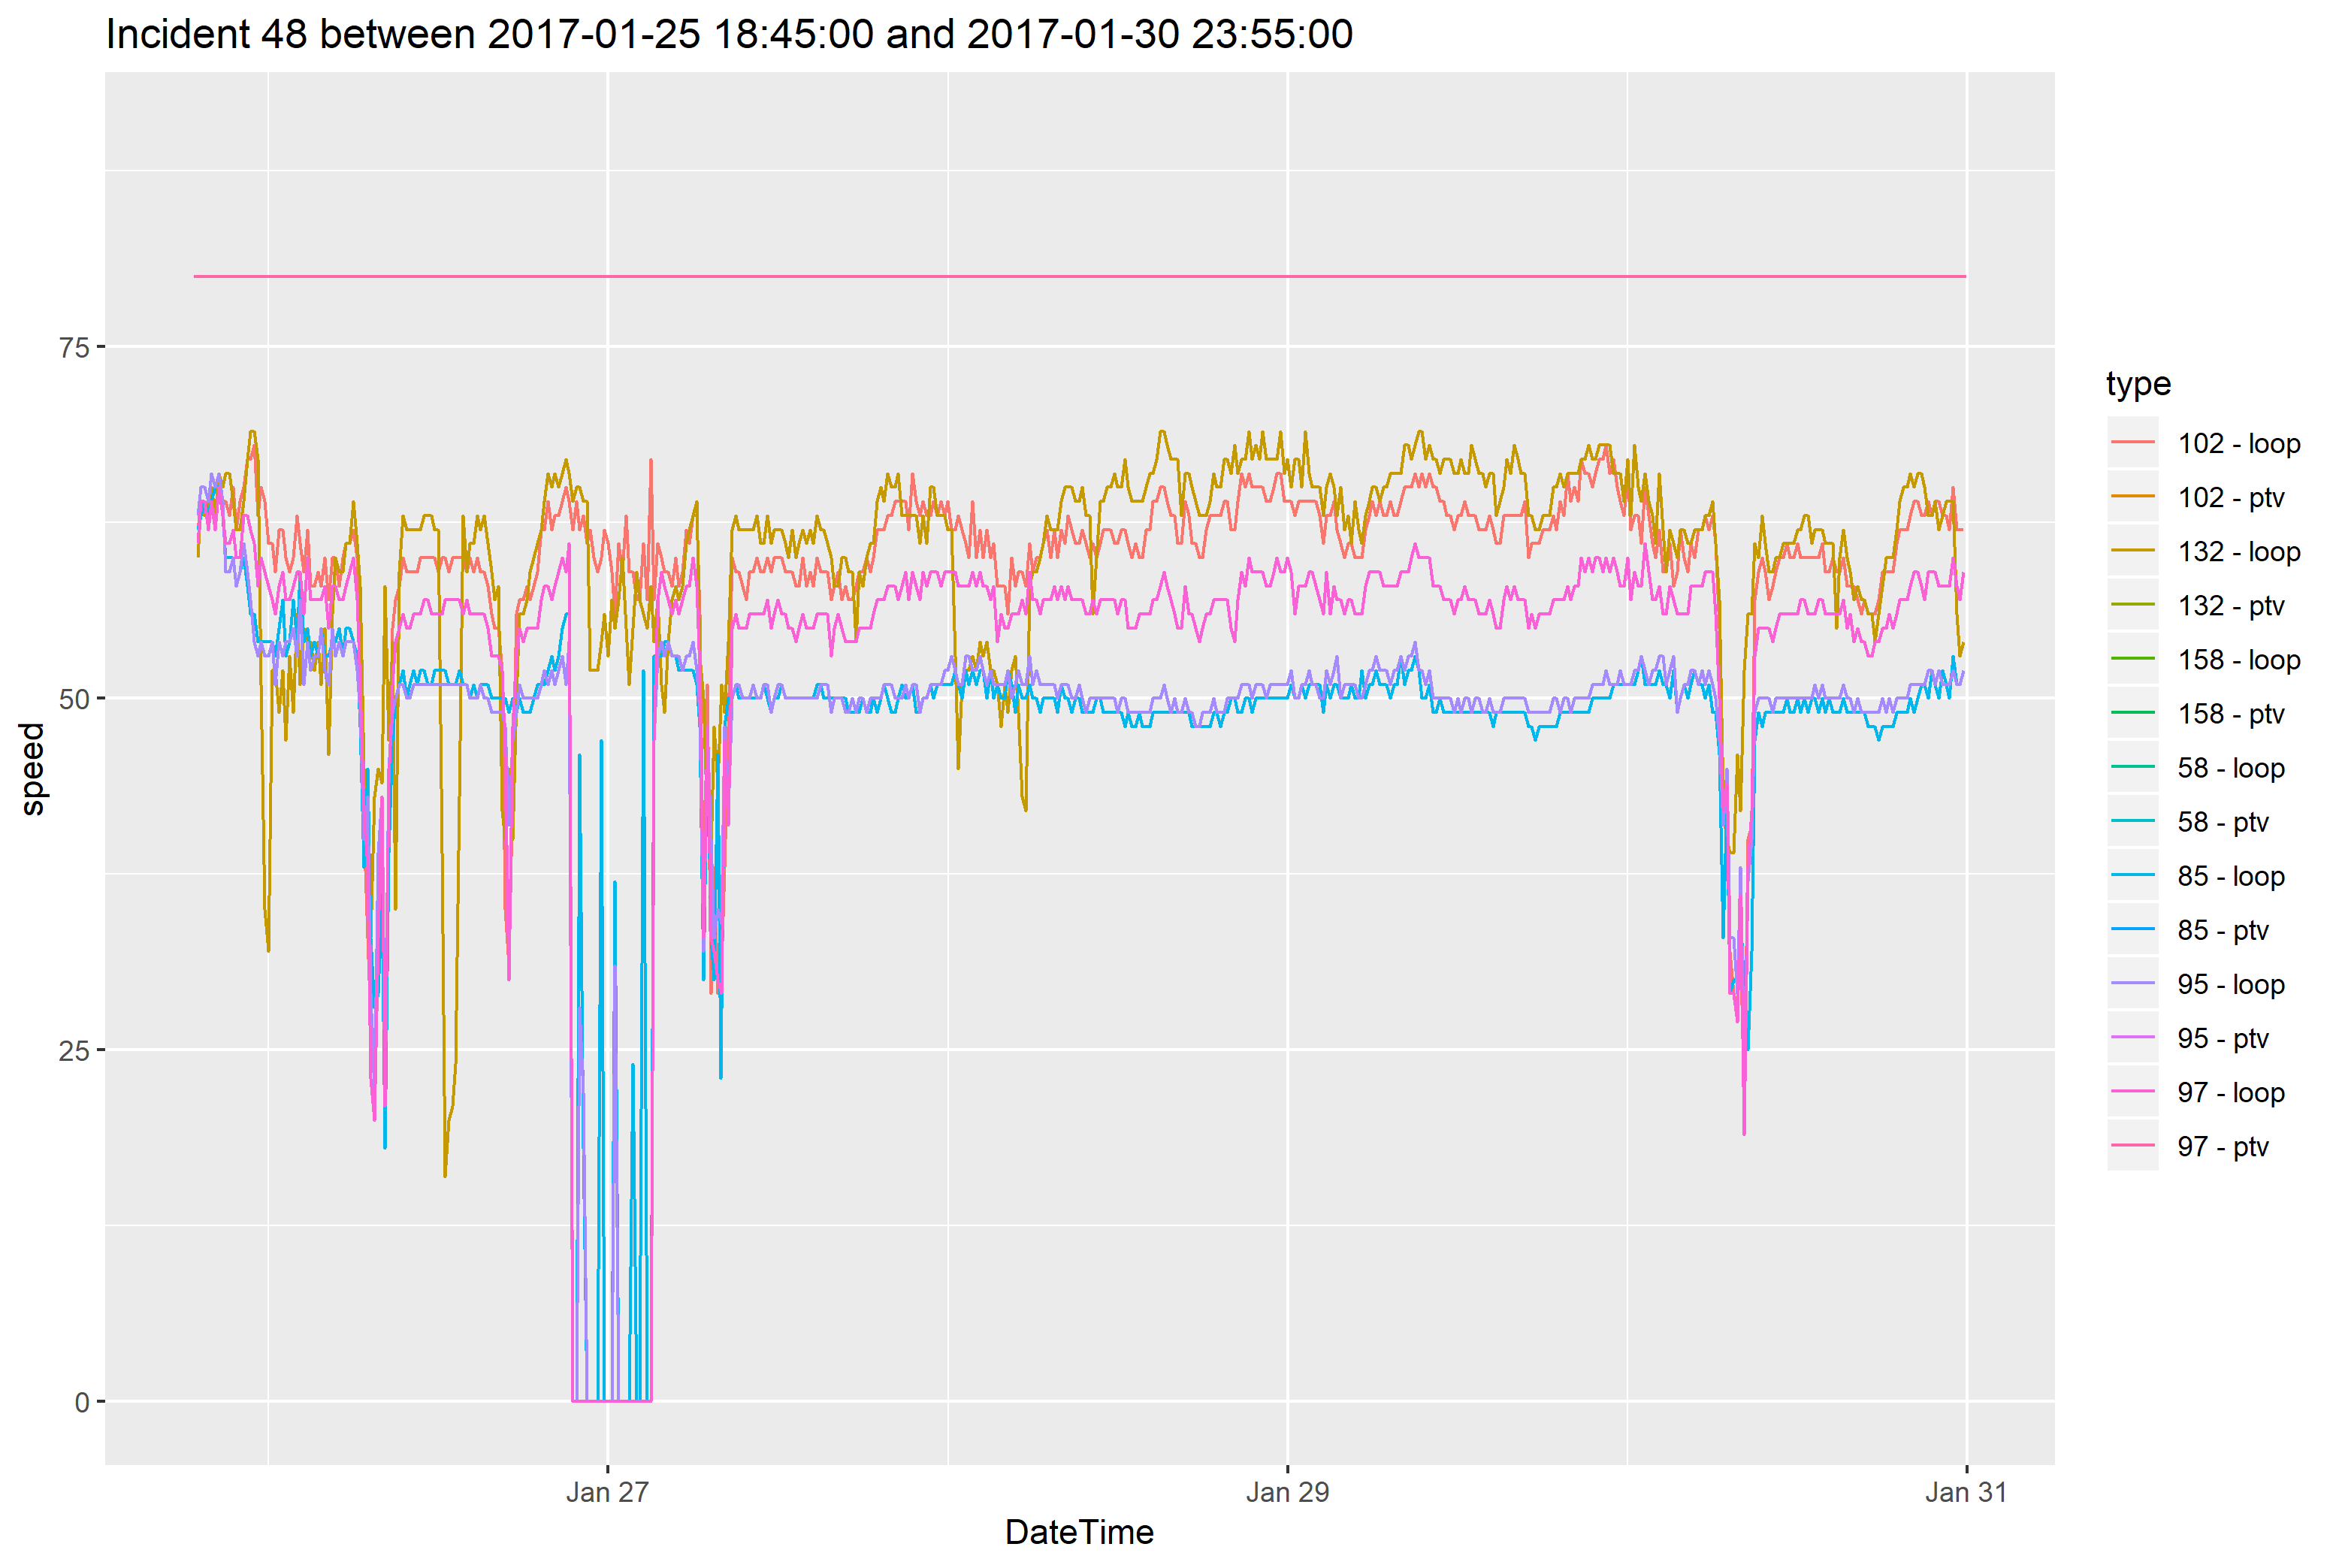 Incident 48 between 2017-01-25 18:45:00 and 2017-01-30 23:55:00
75
50
25
0
speed
Jan 27
Jan 29
Jan 31
DateTime
type
102 - loop
102 - ptv
132 - loop
132 - ptv
158 - loop
158 - ptv
58 - loop
58 - ptv
85 - loop
85 - ptv
95 - loop
95 - ptv
97 - loop
97 - ptv